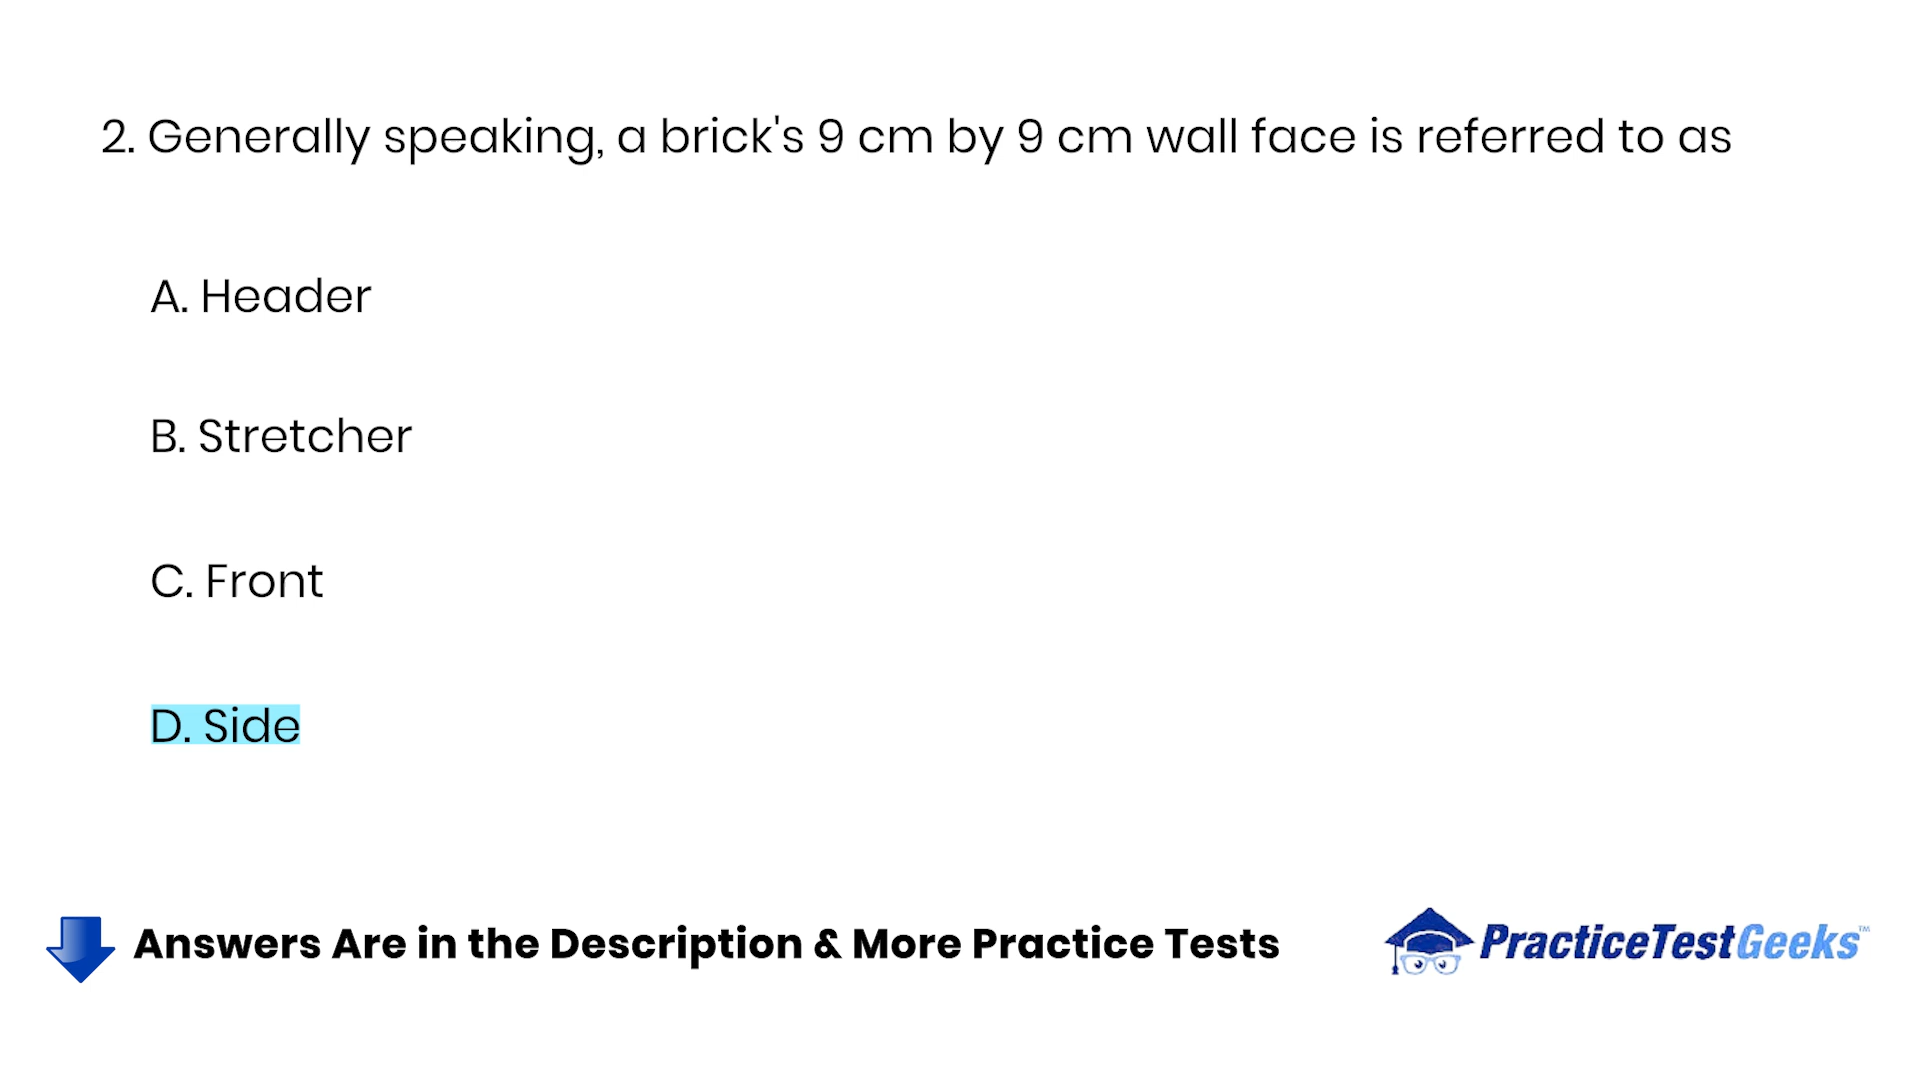 2. Generally speaking, a brick's 9 cm by 9 cm wall face is referred to as
A. Header
B. Stretcher
C. Front
D. Side
Answers Are in the Description & More Practice Tests
PracticeTestGeeks™